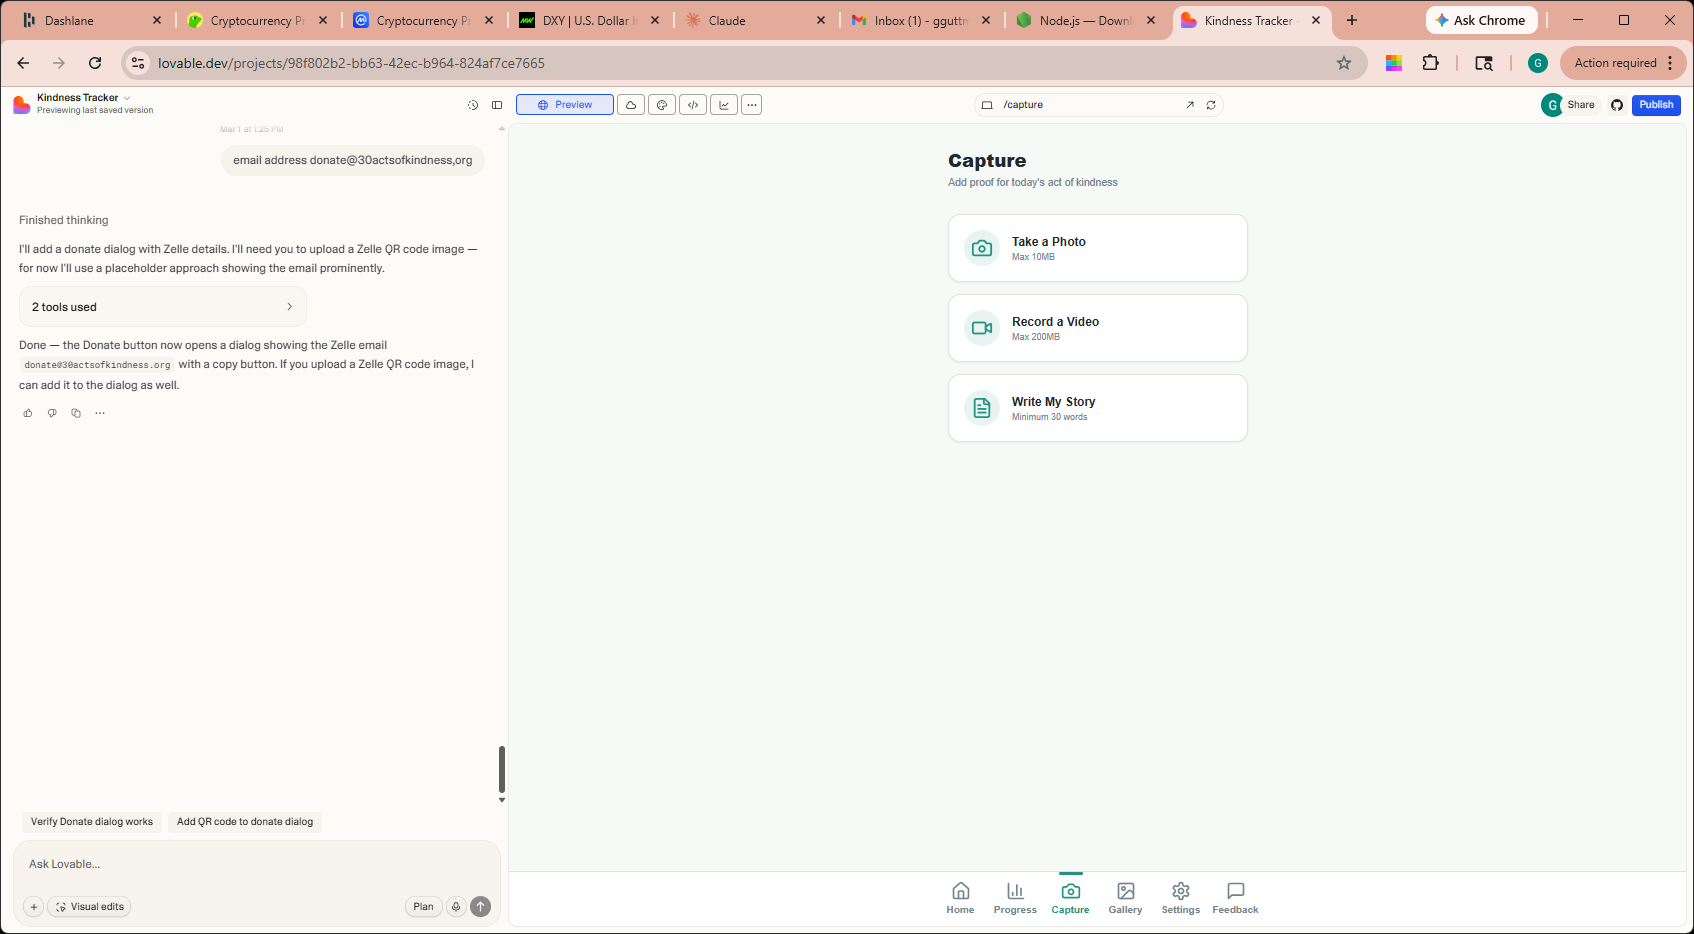 Dashlane
Cryptocurrency Pr
Cryptocurrency Pr
DXY | U.S. Dollar I
Claude
Inbox (1) - gguttm
Node.js — Downl
Kindness Tracker -
Ask Chrome
lovable.dev/projects/98f802b2-bb63-42ec-b964-824af7ce7665
G
Action required
Kindness Tracker
Previewing last saved version
Preview
/capture
G
Share
Publish
Mar 1 at 1:25 PM
email address donate@30actsofkindness,org
Finished thinking
I'll add a donate dialog with Zelle details. I'll need you to upload a Zelle QR code image —
for now I'll use a placeholder approach showing the email prominently.
2 tools used
Done — the Donate button now opens a dialog showing the Zelle email
donate@30actsofkindness.org with a copy button. If you upload a Zelle QR code image, I
can add it to the dialog as well.
Verify Donate dialog works
Add QR code to donate dialog
Ask Lovable...
Visual edits
Plan
Capture
Add proof for today's act of kindness
Take a Photo
Max 10MB
Record a Video
Max 200MB
Write My Story
Minimum 30 words
Home
Progress
Capture
Gallery
Settings
Feedback